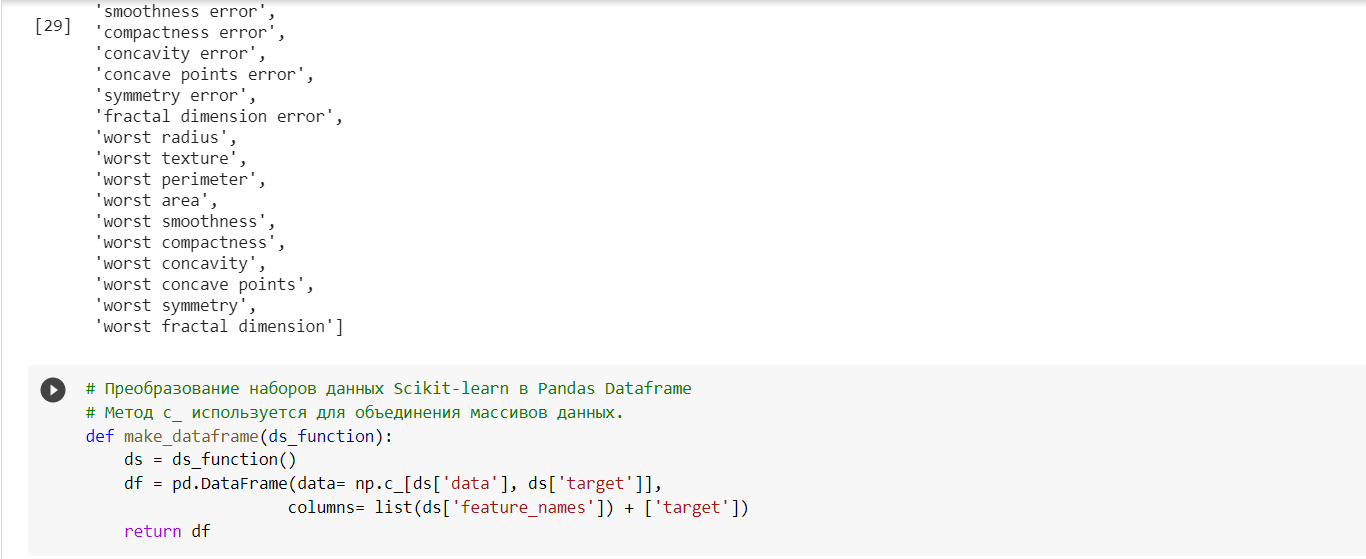 'smoothness error',
[29]
'compactness error',
'concavity error',
'concave points error',
'symmetry error',
'fractal dimension error',
'worst radius',
'worst texture',
'worst perimeter',
'worst area',
'worst smoothness',
'worst compactness',
'worst concavity',
'worst concave points',
'worst symmetry',
'worst fractal dimension']
# Преобразование наборов данных Scikit-learn в Pandas Dataframe
# Метод c_ используется для объединения массивов данных.
def make_dataframe(ds_function):
    ds = ds_function()
    df = pd.DataFrame(data= np.c_[ds['data'], ds['target']],
                     columns= list(ds['feature_names']) + ['target'])
    return df